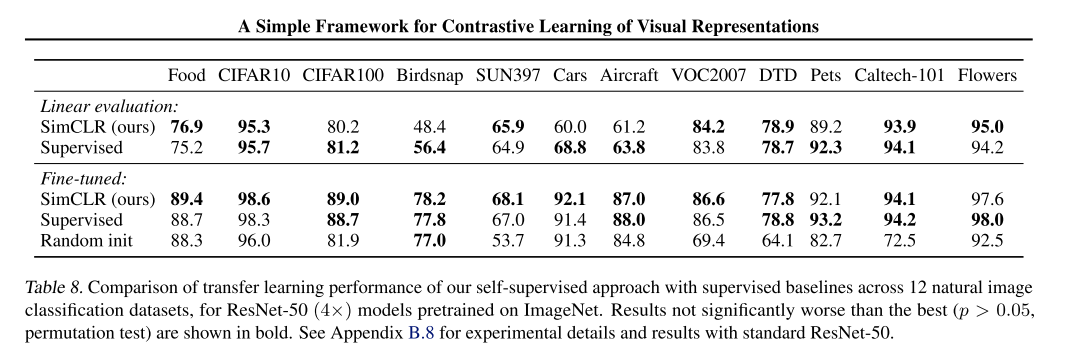 A Simple Framework for Contrastive Learning of Visual Representations
Food CIFAR10 CIFAR100 Birdsnap SUN397 Cars Aircraft VOC2007 DTD Pets Caltech-101 Flowers
Linear evaluation:
SimCLR (ours) 76.9 95.3 80.2 48.4 65.9 60.0 61.2 84.2 78.9 89.2 93.9 95.0
Supervised 75.2 95.7 81.2 56.4 64.9 68.8 63.8 83.8 78.7 92.3 94.1 94.2
Fine-tuned:
SimCLR (ours) 89.4 98.6 89.0 78.2 68.1 92.1 87.0 86.6 77.8 92.1 94.1 97.6
Supervised 88.7 98.3 88.7 77.8 67.0 91.4 88.0 86.5 78.8 93.2 94.2 98.0
Random init 88.3 96.0 81.9 77.0 53.7 91.3 84.8 69.4 64.1 82.7 72.5 92.5
Table 8. Comparison of transfer learning performance of our self-supervised approach with supervised baselines across 12 natural image
classification datasets, for ResNet-50 (4×) models pretrained on ImageNet. Results not significantly worse than the best (p > 0.05,
permutation test) are shown in bold. See Appendix B.8 for experimental details and results with standard ResNet-50.